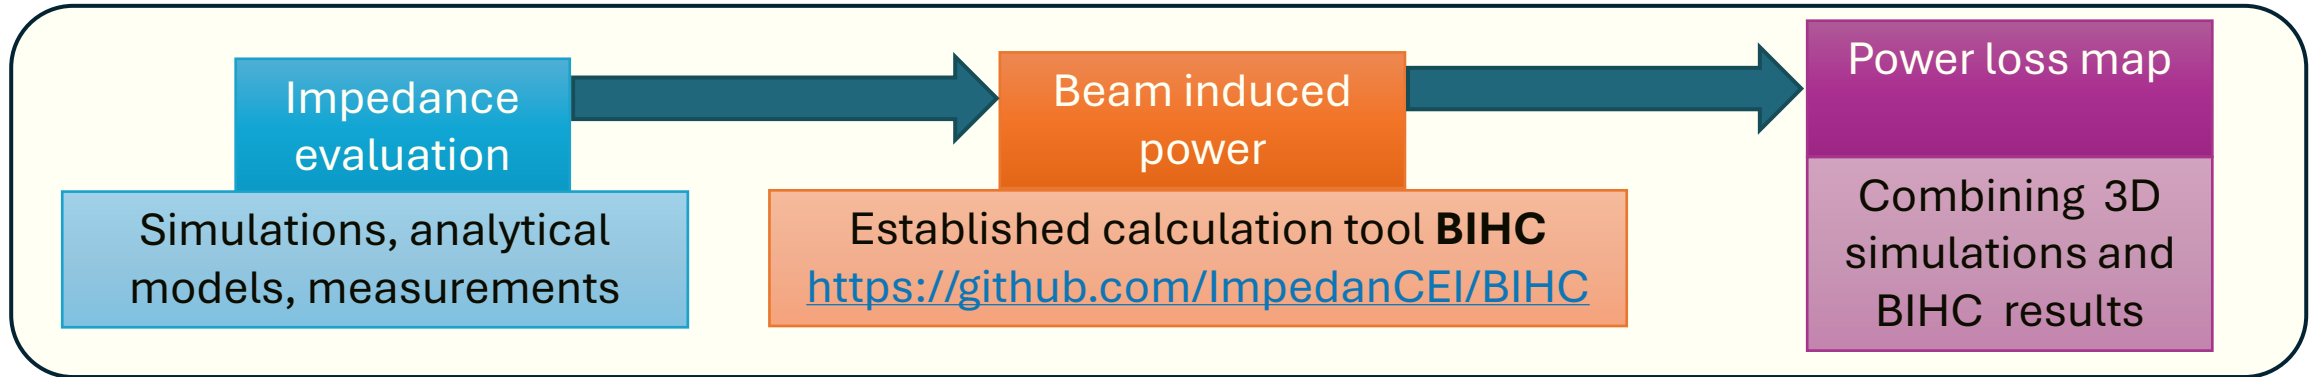 Impedance
evaluation
Simulations, analytical
models, measurements
Beam induced
power
Established calculation tool BIHC
https://github.com/ImpedanCEI/BIHC
Power loss map
Combining 3D
simulations and
BIHC results